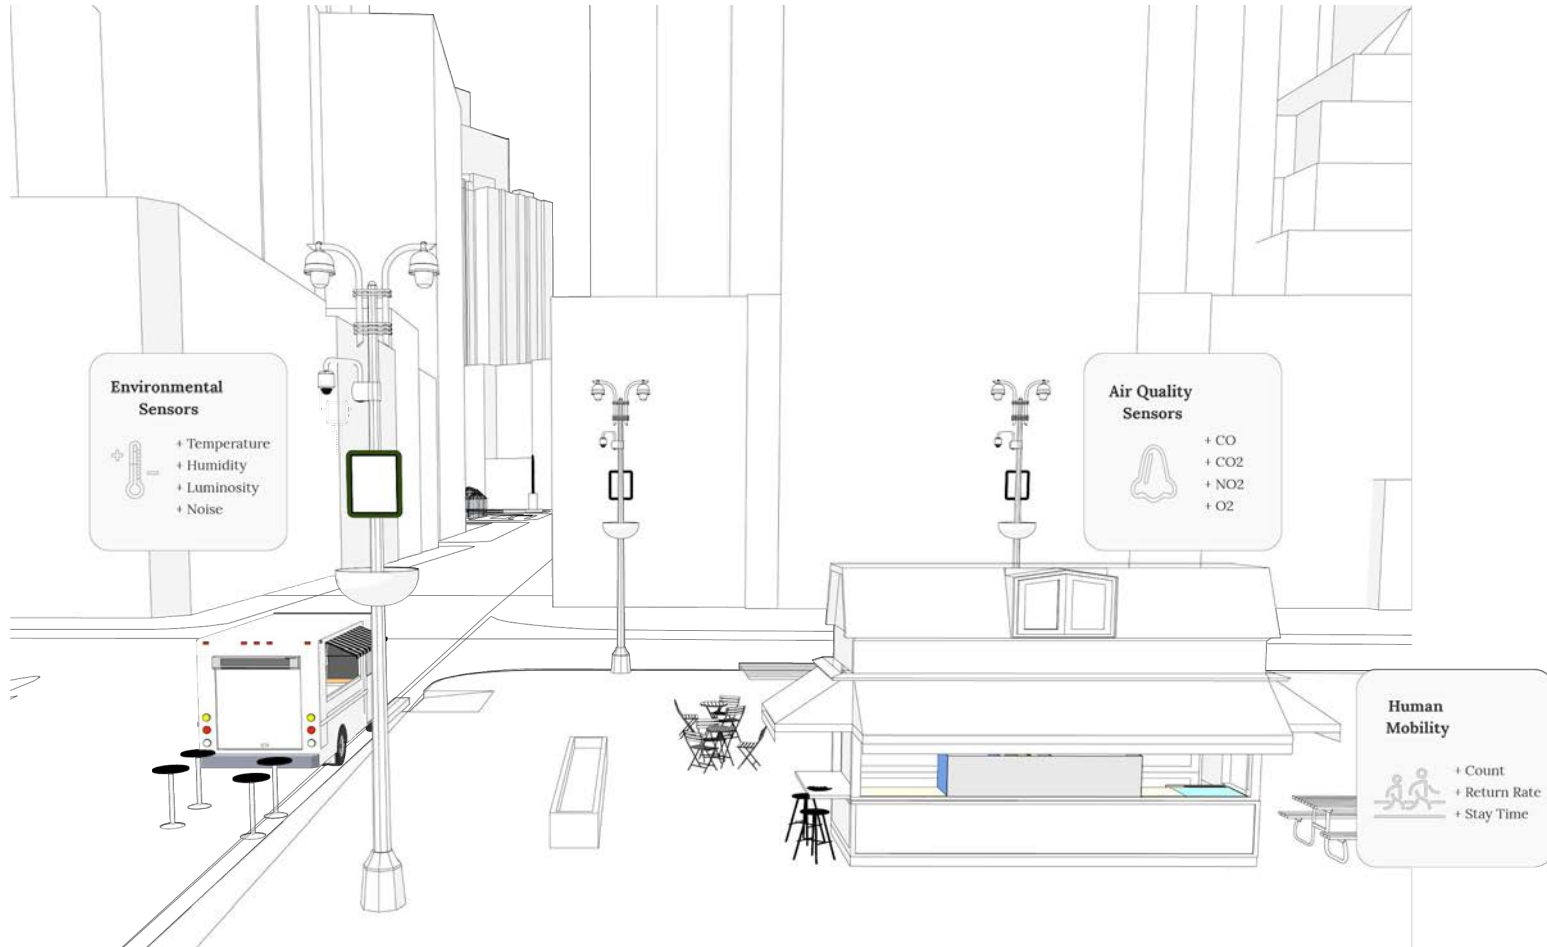 Environmental
Sensors
+ Temperature
+ Humidity
+ Luminosity
+ Noise
Air Quality
Sensors
+ CO
+ CO2
+ NO2
+ O2
Human
Mobility
+ Count
+ Return Rate
+ Stay Time